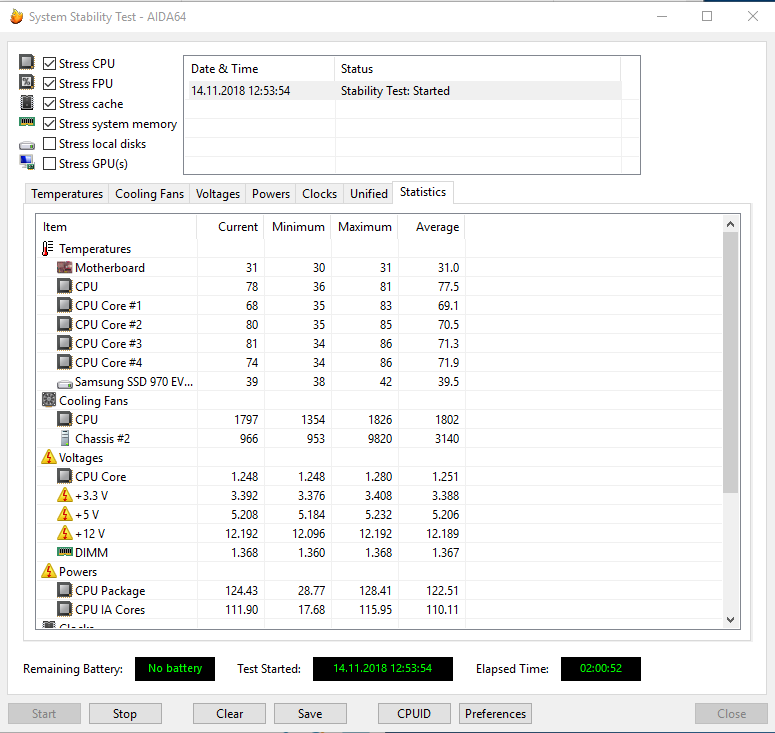 System Stability Test - AIDA64
Stress CPU
Stress FPU
Stress cache
Stress system memory
Stress local disks
Stress GPU(s)
Date & Time Status
14.11.2018 12:53:54 Stability Test: Started
Temperatures Cooling Fans Voltages Powers Clocks Unified Statistics
Item Current Minimum Maximum Average
Temperatures
Motherboard 31 30 31 31.0
CPU 78 36 81 77.5
CPU Core #1 68 35 83 69.1
CPU Core #2 80 35 85 70.5
CPU Core #3 81 34 86 71.3
CPU Core #4 74 34 86 71.9
Samsung SSD 970 EV... 39 38 42 39.5
Cooling Fans
CPU 1797 1354 1826 1802
Chassis #2 966 953 9820 3140
Voltages
CPU Core 1.248 1.248 1.280 1.251
+3.3 V 3.392 3.376 3.408 3.388
+5 V 5.208 5.184 5.232 5.206
+12 V 12.192 12.096 12.192 12.189
DIMM 1.368 1.360 1.368 1.367
Powers
CPU Package 124.43 28.77 128.41 122.51
CPU IA Cores 111.90 17.68 115.95 110.11
Clocks
Remaining Battery: No battery Test Started: 14.11.2018 12:53:54 Elapsed Time: 02:00:52
Start Stop Clear Save CPUID Preferences Close